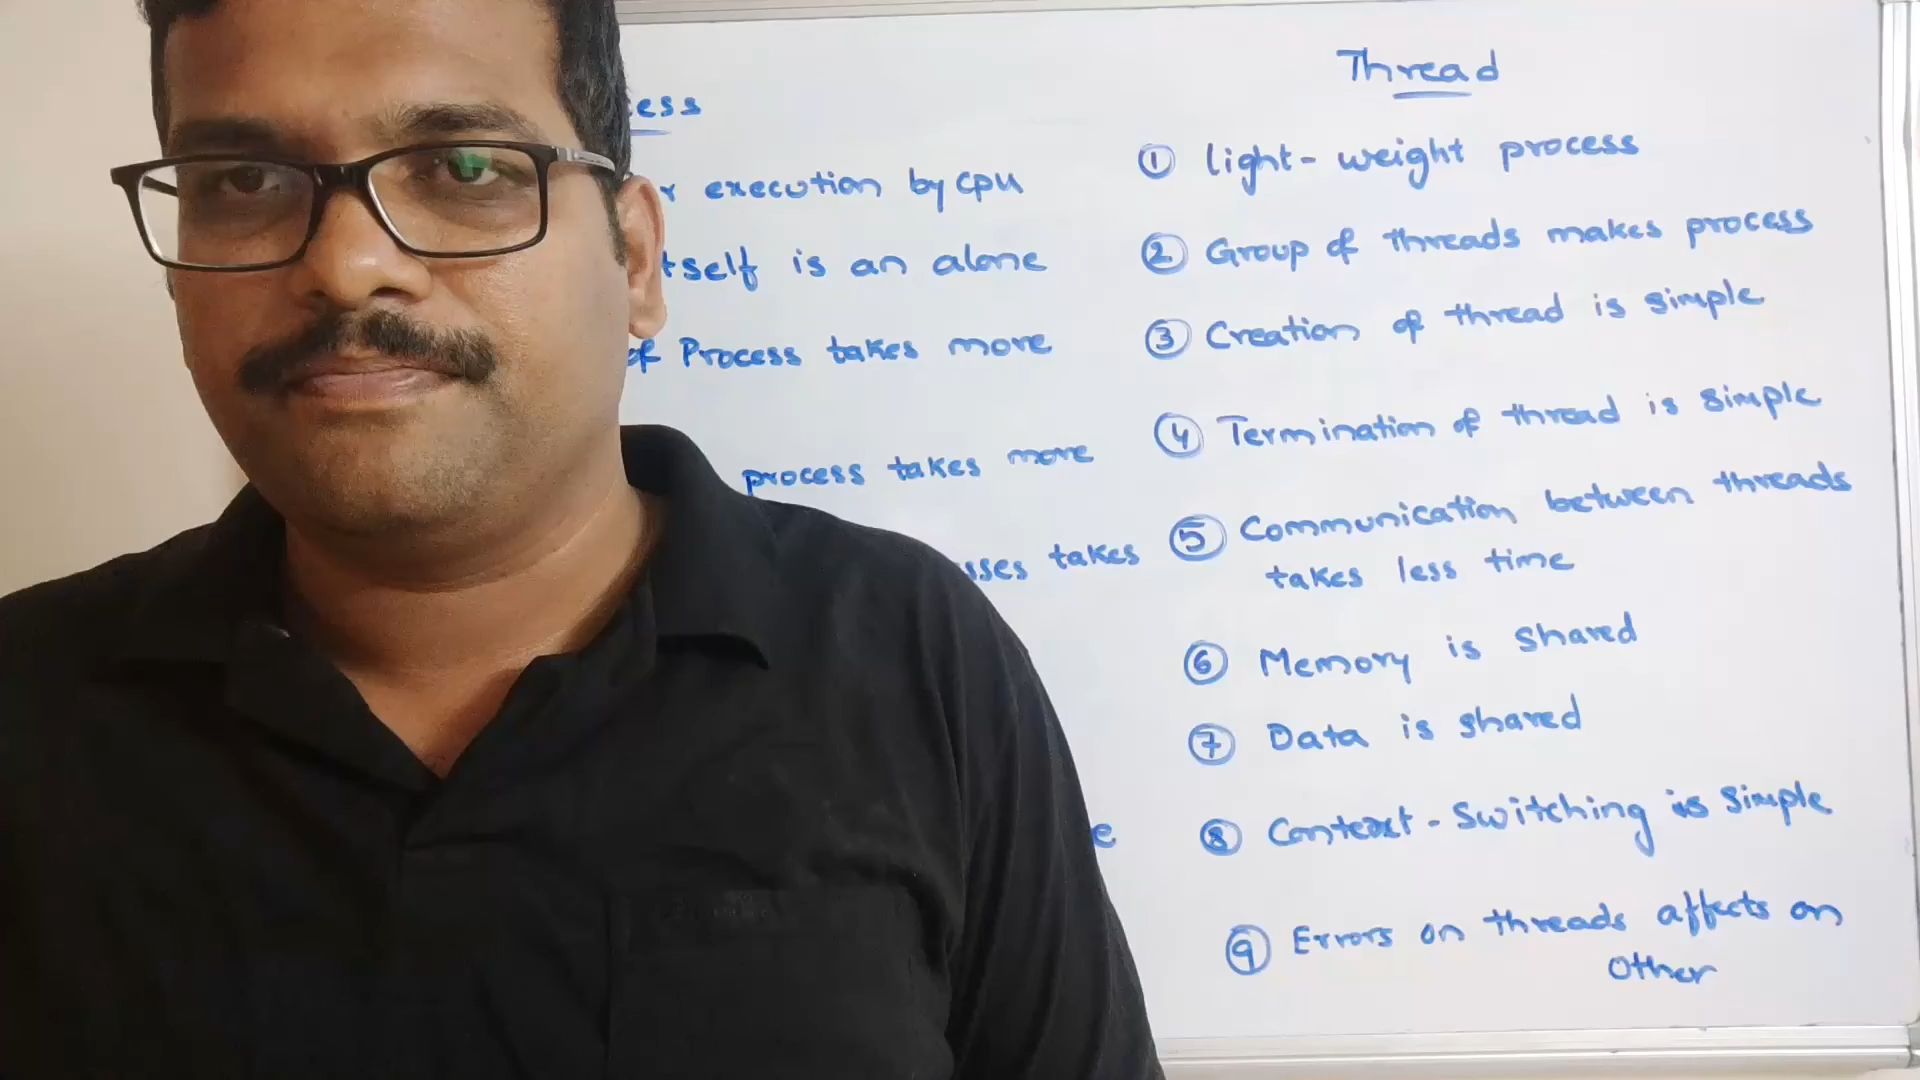 ess
execution by cpu
tself is an alone
of Process takes more
process takes more
sses takes
e
Thread
① light-weight process
② Group of threads makes process
③ Creation of thread is simple
④ Termination of thread is simple
⑤ Communication between threads
takes less time
⑥ Memory is shared
⑦ Data is shared
⑧ Context-Switching is simple
⑨ Errors on threads affects on
other